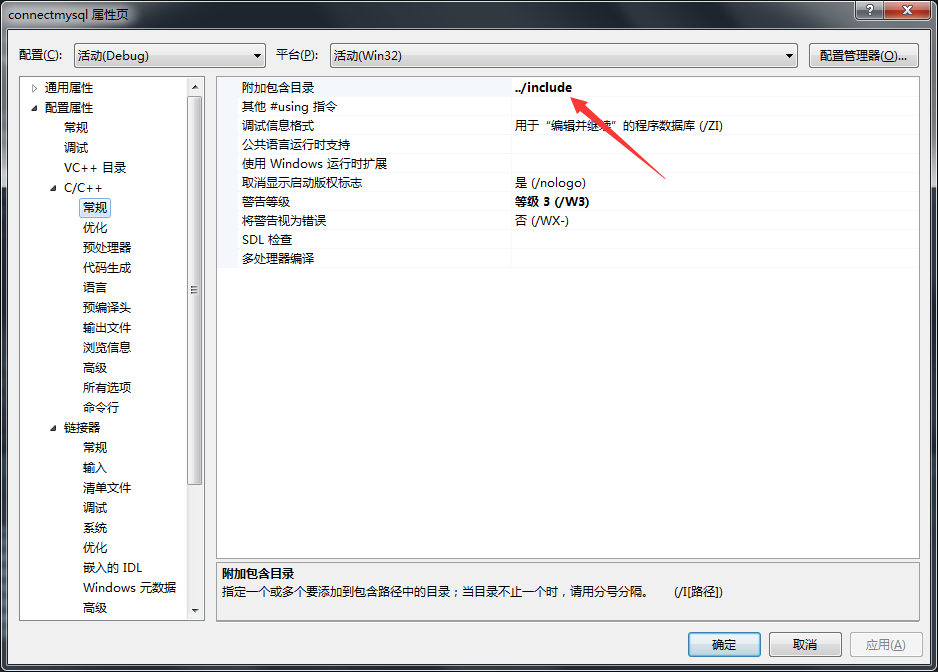 connectmysql 属性页
?
配置(C): 活动(Debug) 平台(P): 活动(Win32) 配置管理器(O)...
通用属性
配置属性
常规
调试
VC++ 目录
C/C++
常规
优化
预处理器
代码生成
语言
预编译头
输出文件
浏览信息
高级
所有选项
命令行
链接器
常规
输入
清单文件
调试
系统
优化
嵌入的 IDL
Windows 元数据
高级
附加包含目录 ../include
其他 #using 指令
调试信息格式 用于“编辑并继续”的程序数据库 (/ZI)
公共语言运行时支持
使用 Windows 运行时扩展
取消显示启动版权标志 是 (/nologo)
警告等级 等级 3 (/W3)
将警告视为错误 否 (/WX-)
SDL 检查
多处理器编译
附加包含目录
指定一个或多个要添加到包含路径中的目录；当目录不止一个时，请用分号分隔。 (/I[路径])
确定 取消 应用(A)